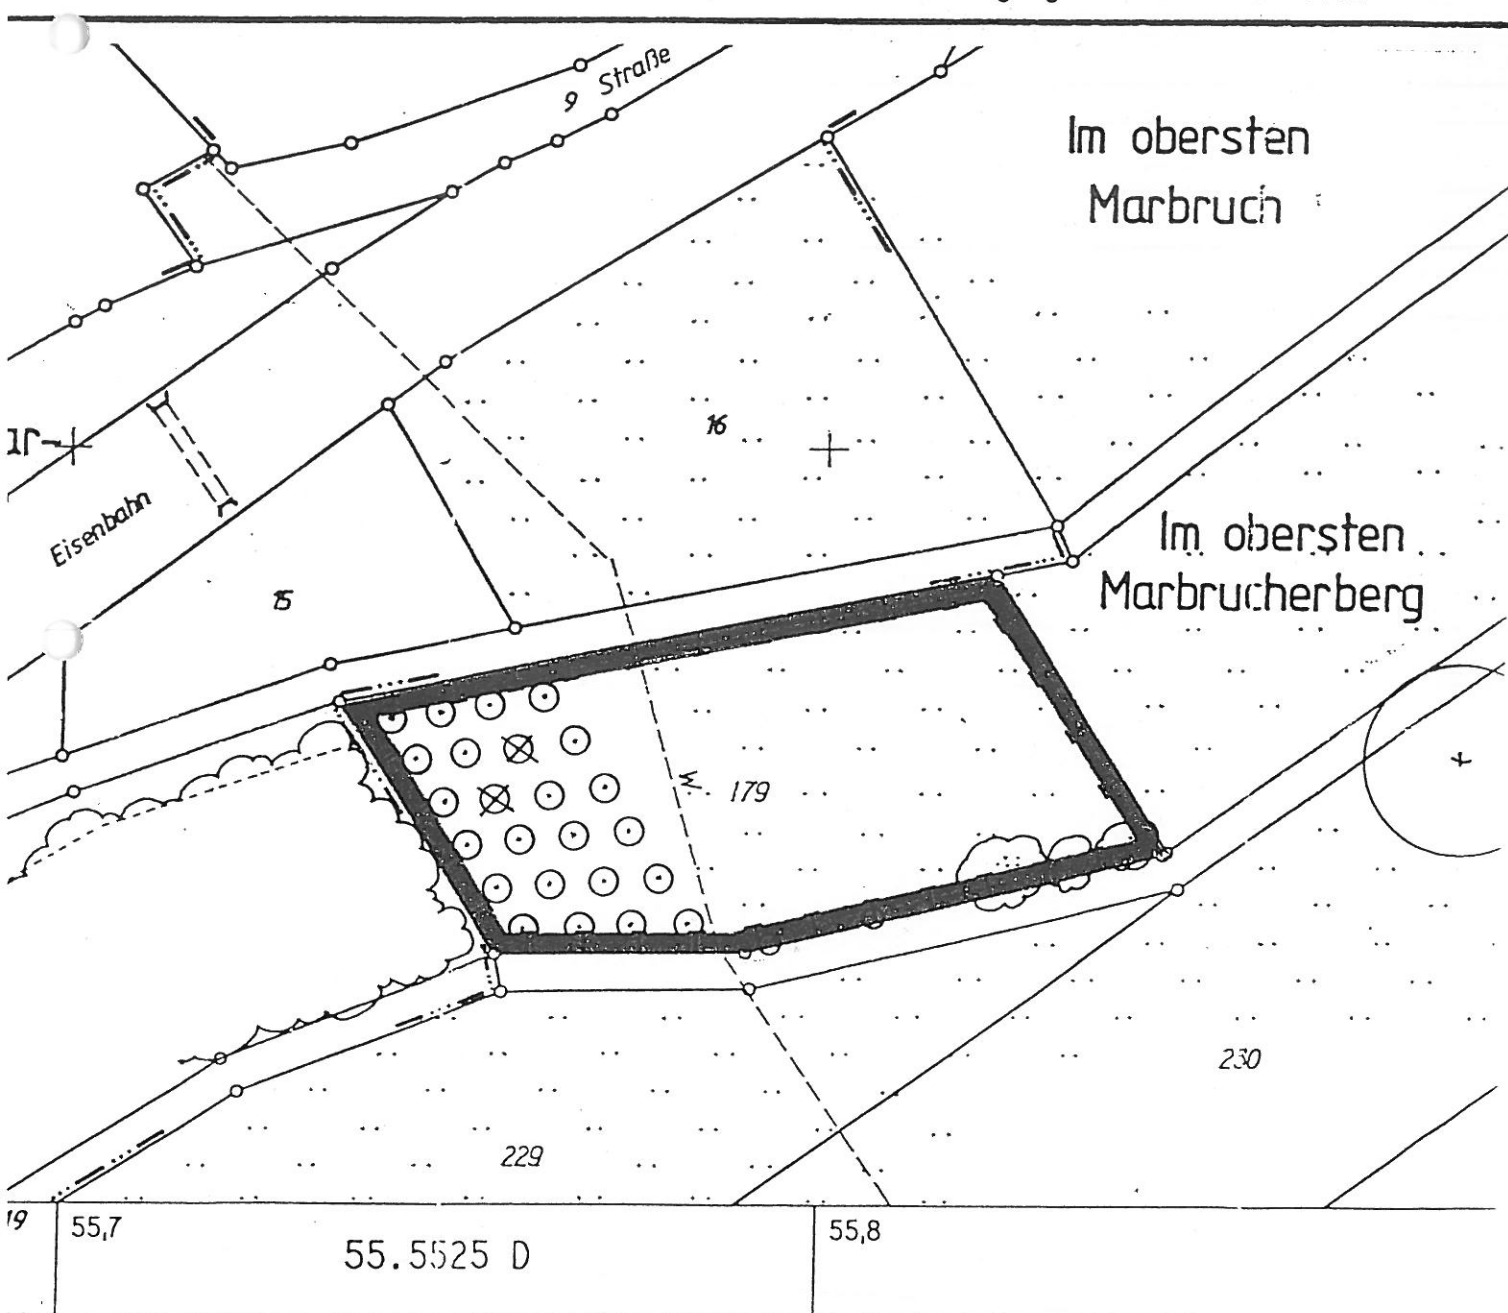 9 Straße
Im obersten
Marbruch
16
Eisenbahn
Im obersten
Marbrucherberg
15
W
179
230
229
19
55,7
55,8
55.5525 D